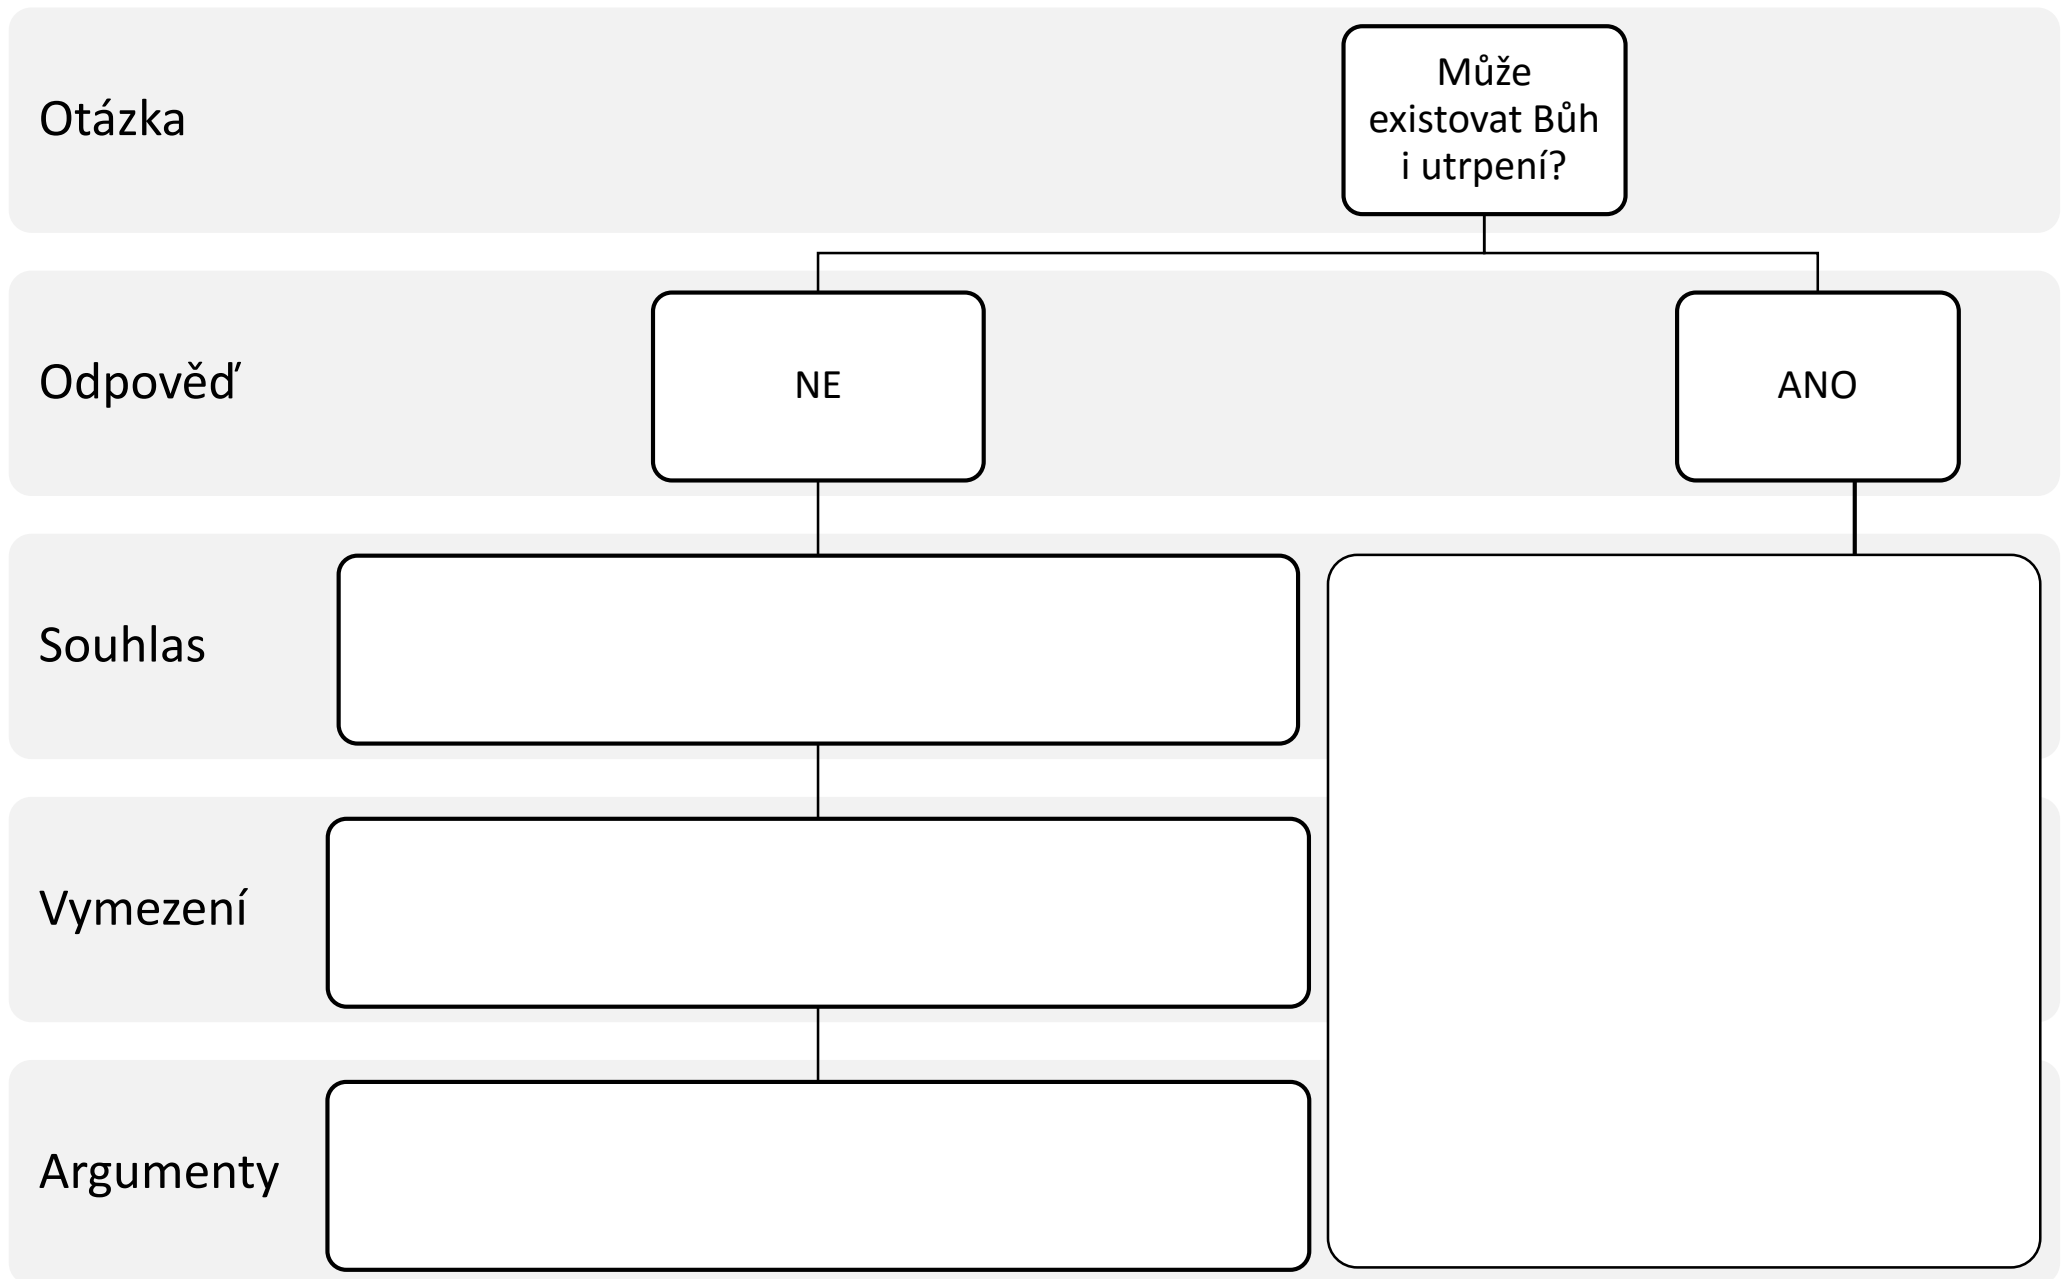 Otázka
Může
existovat Bůh
i utrpení?
Odpověď
NE
ANO
Souhlas
Vymezení
Argumenty